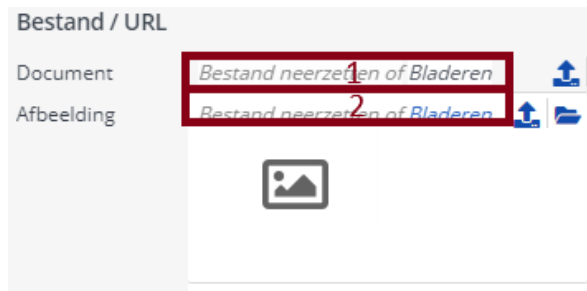 Bestand / URL
Document Bestand neerzetten of Bladeren
1
Afbeelding Bestand neerzetten of Bladeren
2